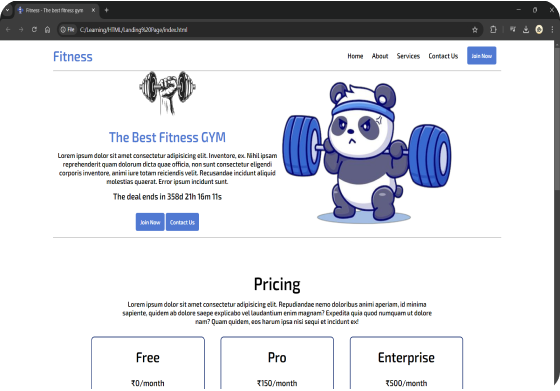 Fitness - The best fitness gym
File
C:/Learning/HTML/Landing%20Page/index.html
Fitness
Home About Services Contact Us Join Now
The Best Fitness GYM
Lorem ipsum dolor sit amet consectetur adipisicing elit. Inventore, ex. Nihil ipsam
reprehenderit quam dolorum dicta quae officia, non sunt consectetur eligendi
corporis inventore, animi iure totam reiciendis velit. Recusandae incidunt aliquid
molestias quaerat. Error ipsum incidunt sunt.
The deal ends in 358d 21h 16m 11s
Join Now Contact Us
Pricing
Lorem ipsum dolor sit amet consectetur adipisicing elit. Repudiandae nemo doloribus animi aperiam, id minima
sapiente, quidem ab dolore saepe explicabo vel laudantium enim magnam? Expedita quia quod numquam ut dolore
nam? Quam quidem, eos harum ipsa nisi sequi et incidunt ex!
Free Pro Enterprise
₹0/month ₹150/month ₹500/month